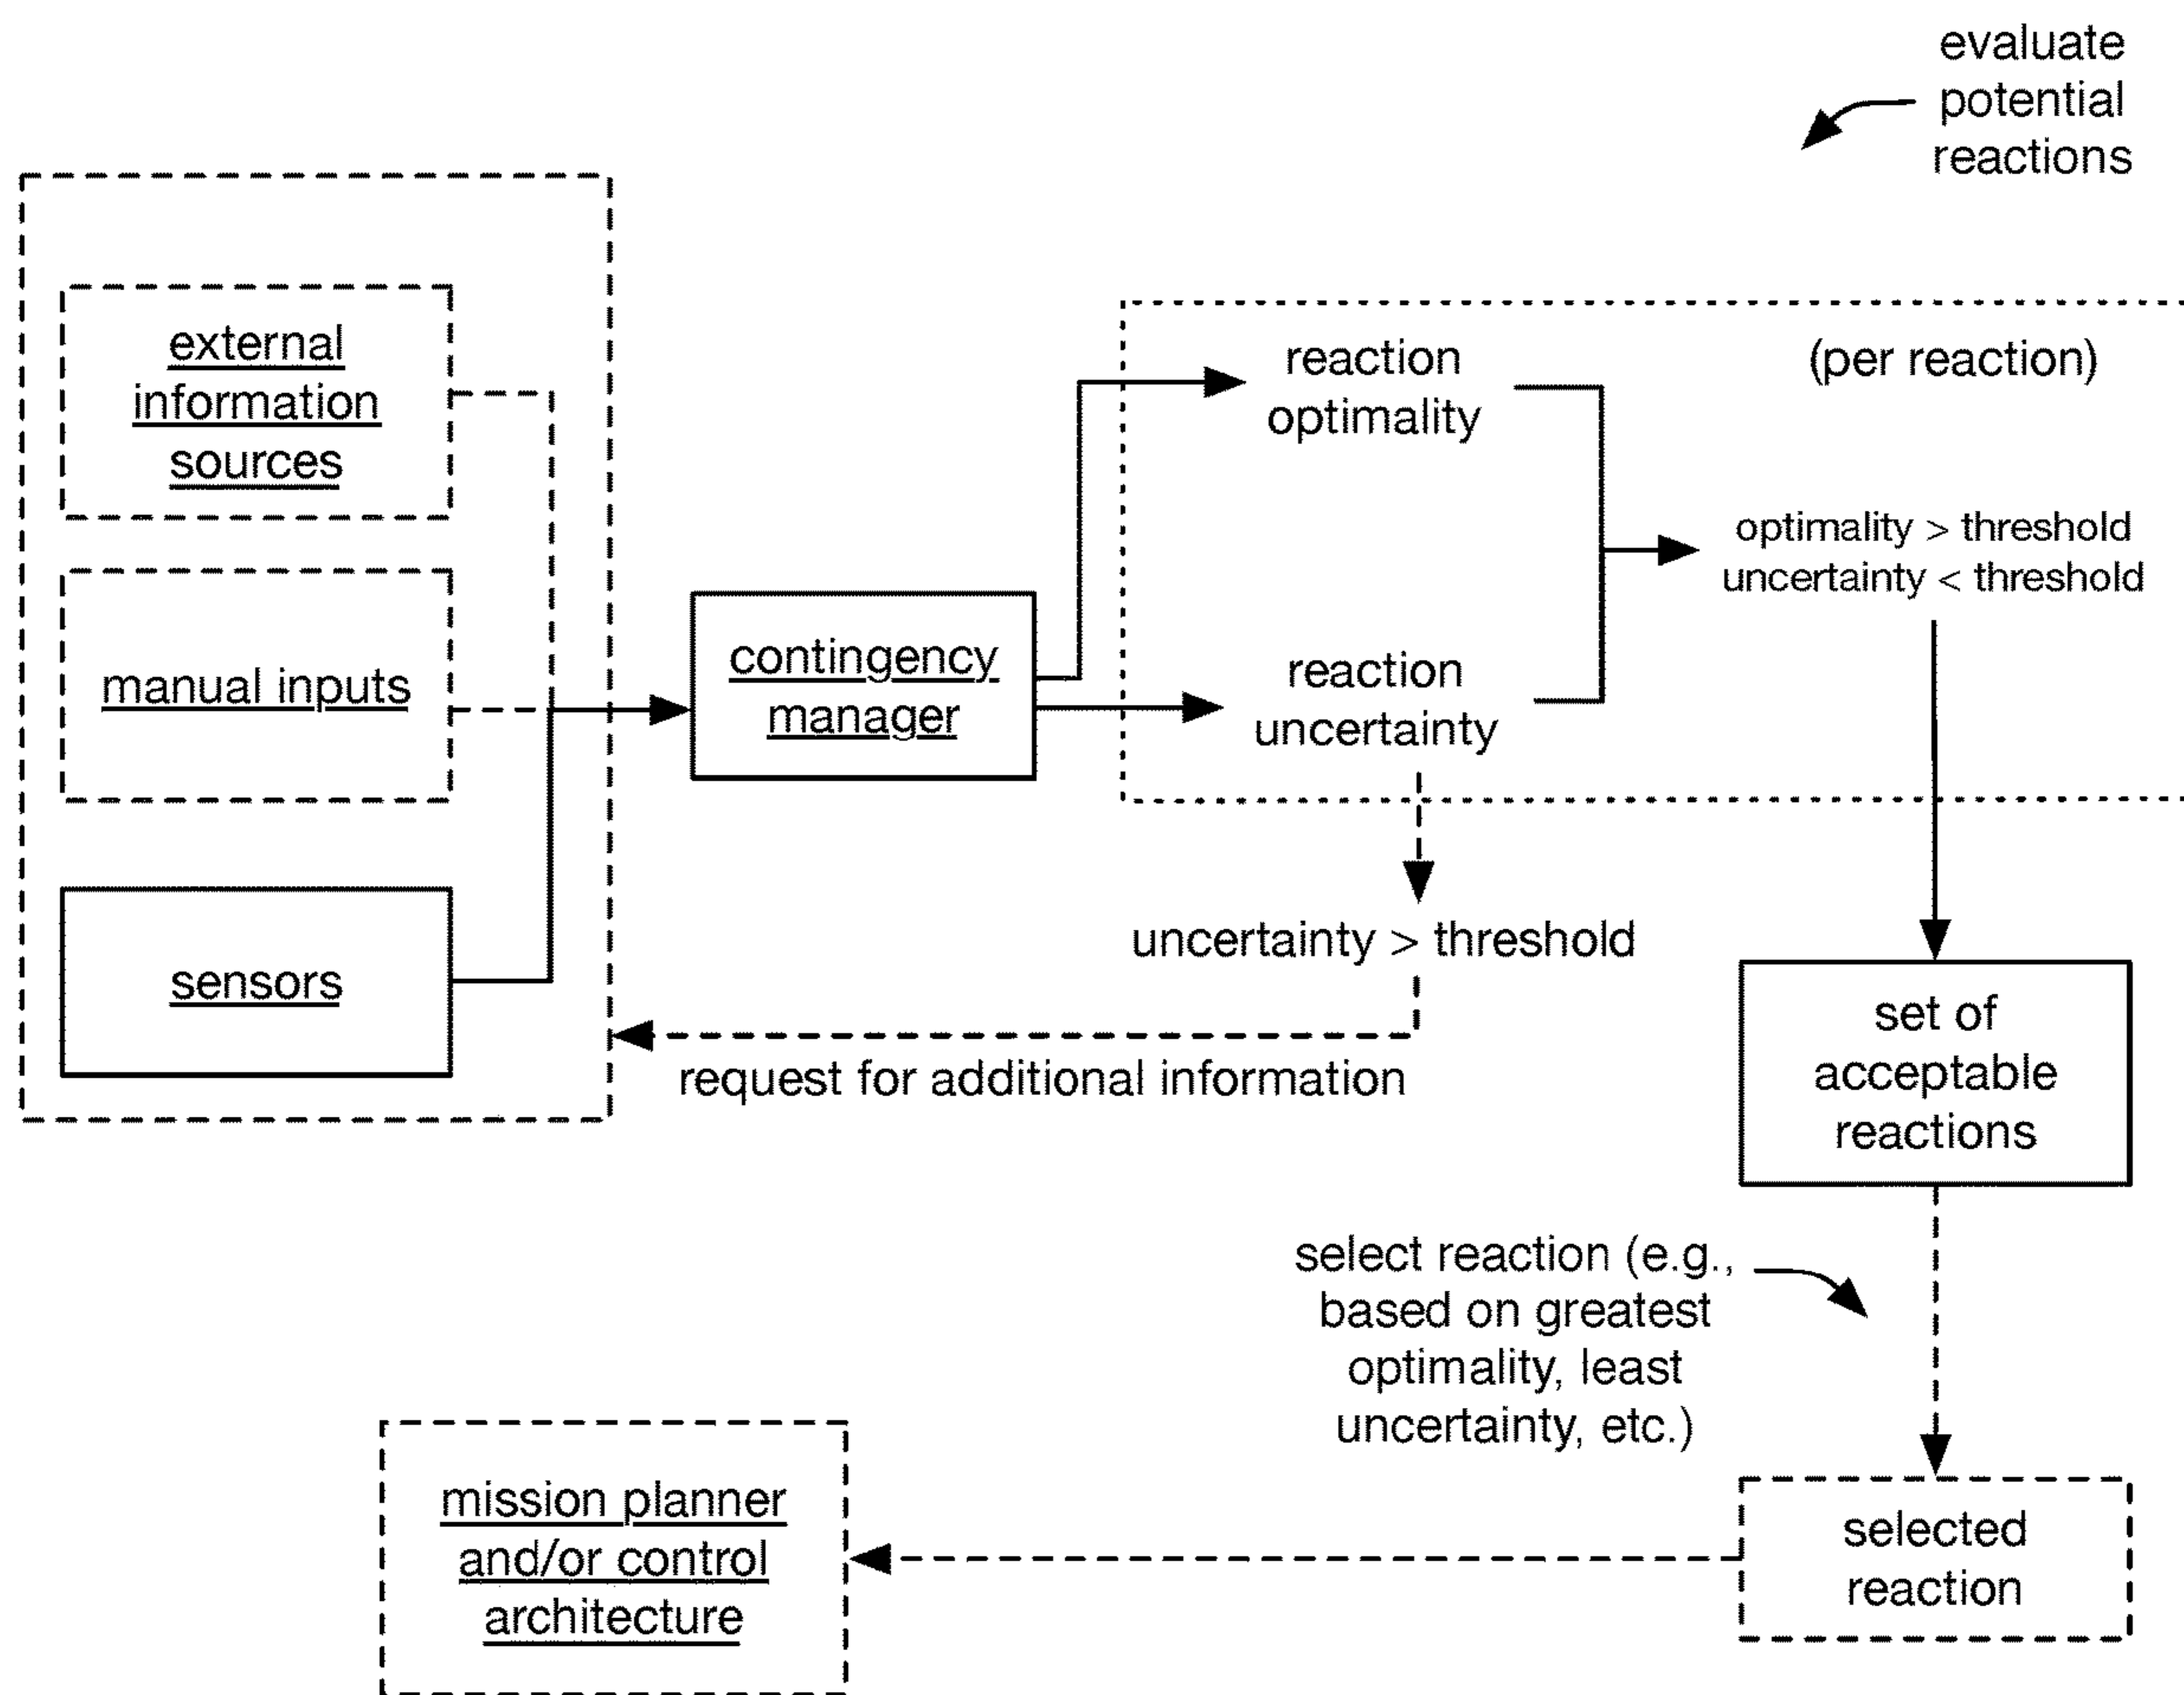 evaluate
potential
reactions
external
information
sources
manual inputs
sensors
contingency
manager
reaction
optimality
(per reaction)
reaction
uncertainty
optimality > threshold
uncertainty < threshold
uncertainty > threshold
request for additional information
set of
acceptable
reactions
select reaction (e.g.,
based on greatest
optimality, least
uncertainty, etc.)
selected
reaction
mission planner
and/or control
architecture